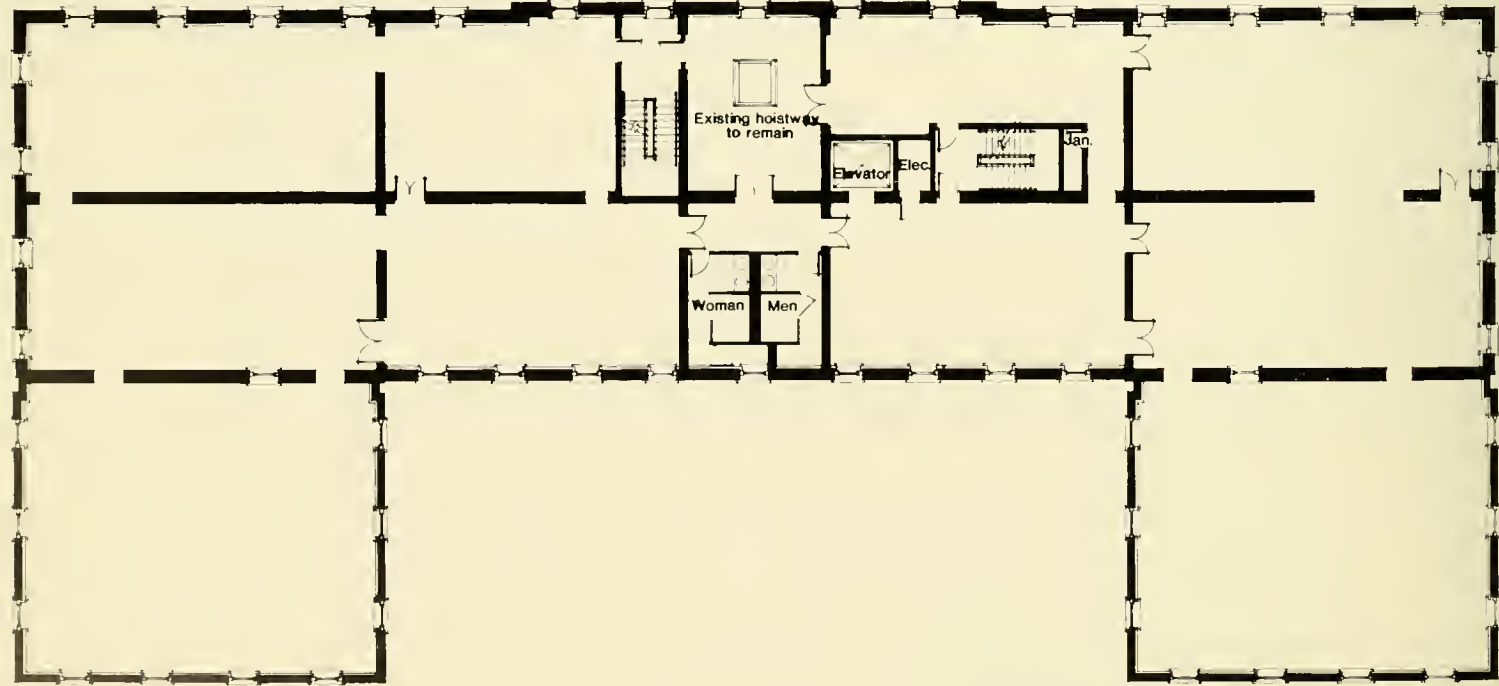 Existing hoistway
to remain
Elevator
Elec.
Jan.
Woman
Men